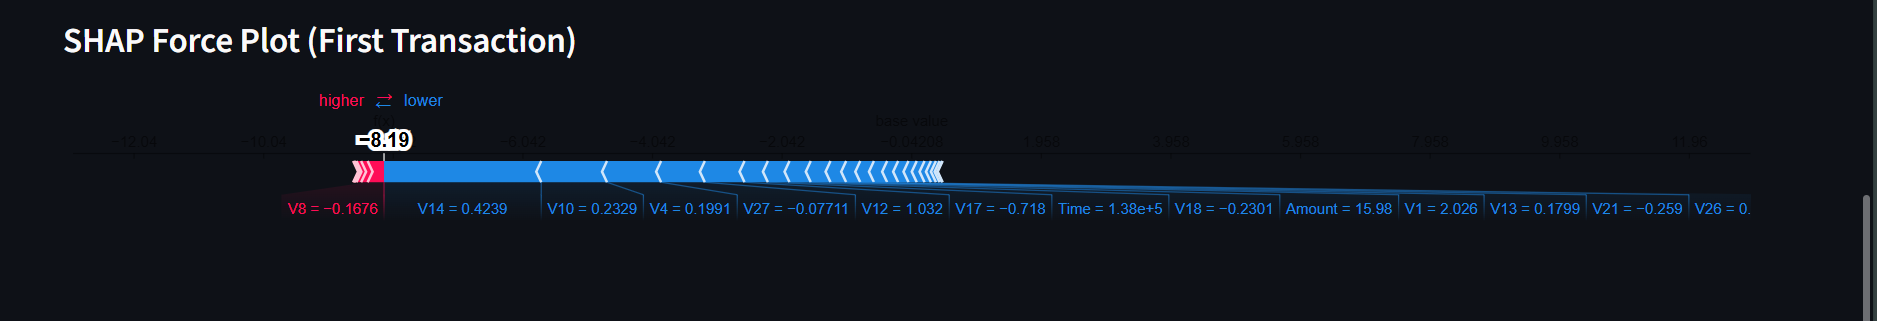 SHAP Force Plot (First Transaction)
higher ⇄ lower
f(x) base value
−12.04 −10.04 −8.19 −6.042 −4.042 −2.042 −0.04208 1.958 3.958 5.958 7.958 9.958 11.96
V8 = −0.1676 V14 = 0.4239 V10 = 0.2329 V4 = 0.1991 V27 = −0.07711 V12 = 1.032 V17 = −0.718 Time = 1.38e+5 V18 = −0.2301 Amount = 15.98 V1 = 2.026 V13 = 0.1799 V21 = −0.259 V26 = 0.